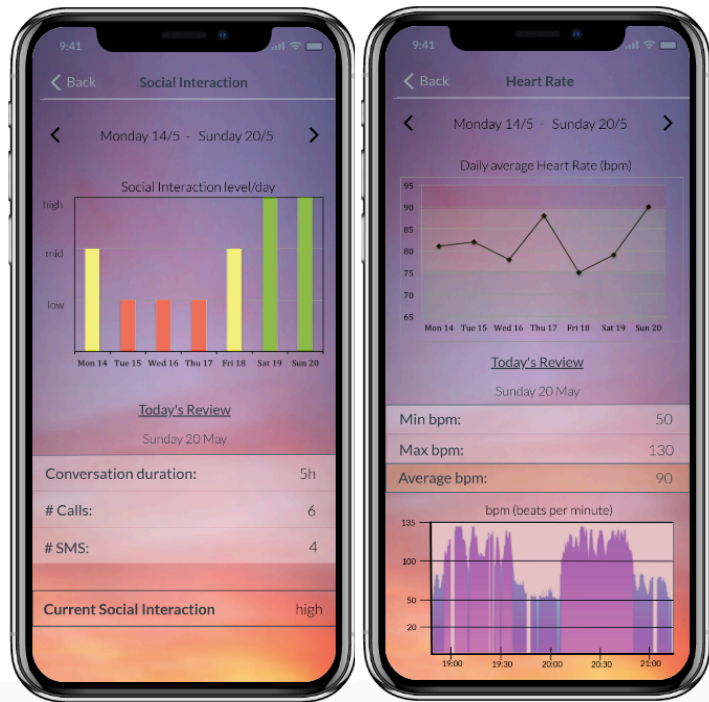 9:41
Back Social Interaction
Monday 14/5 - Sunday 20/5
Social Interaction level/day
high
mid
low
Mon 14 Tue 15 Wed 16 Thu 17 Fri 18 Sat 19 Sun 20
Today's Review
Sunday 20 May
Conversation duration: 5h
# Calls: 6
# SMS: 4
Current Social Interaction high
9:41
Back Heart Rate
Monday 14/5 - Sunday 20/5
Daily average Heart Rate (bpm)
95
90
85
80
75
70
65
Mon 14 Tue 15 Wed 16 Thu 17 Fri 18 Sat 19 Sun 20
Today's Review
Sunday 20 May
Min bpm: 50
Max bpm: 130
Average bpm: 90
bpm (beats per minute)
135
100
50
20
19:00 19:30 20:00 20:30 21:00